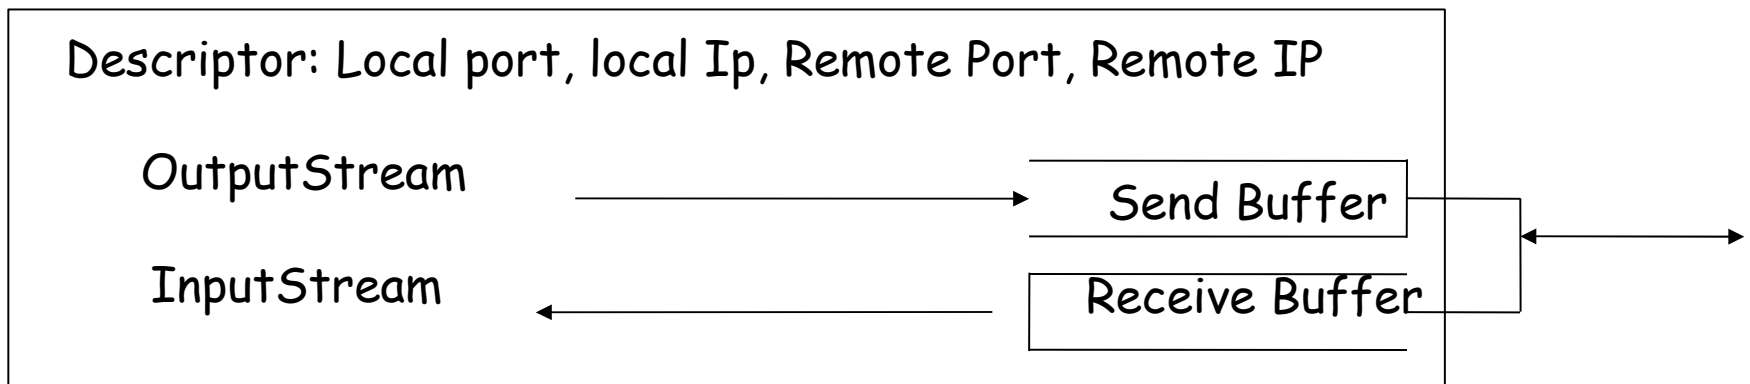 Descriptor: Local port, local Ip, Remote Port, Remote IP
OutputStream
Send Buffer
InputStream
Receive Buffer